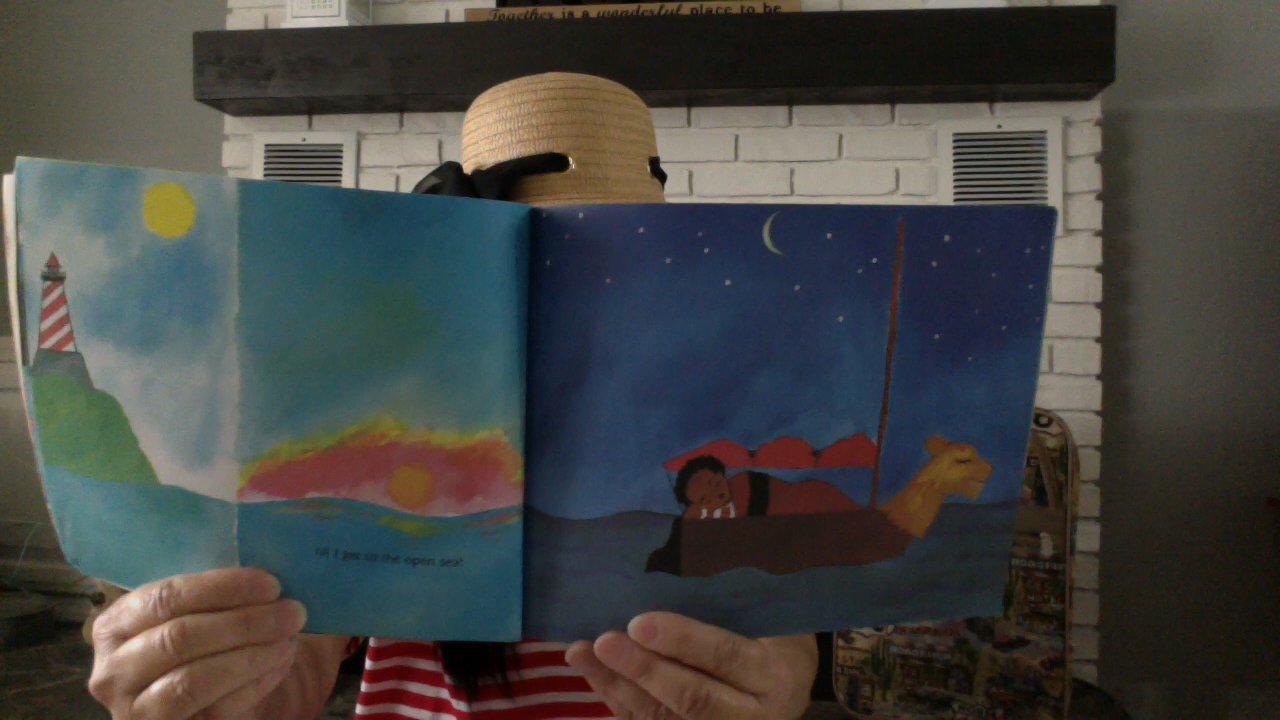 Together is a wonderful place to be
till I get to the open sea!